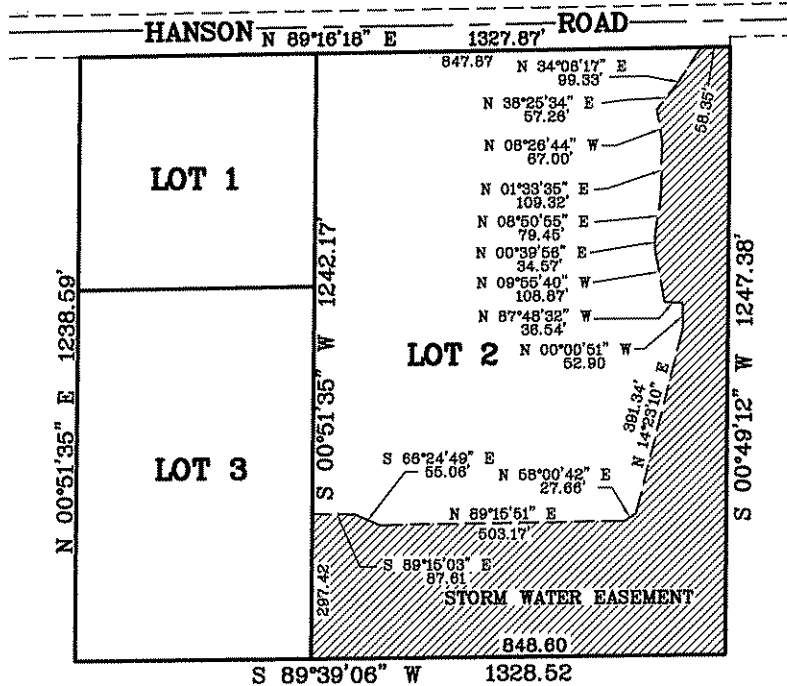 HANSON ROAD
N 89°16'18" E 1327.87'
847.87
N 34°06'17" E
99.33'
N 38°25'34" E
57.26'
58.35'
N 08°26'44" W
67.00'
LOT 1
N 01°33'35" E
109.32'
N 08°50'55" E
79.45'
N 00°39'56" E
34.57'
N 09°55'40" W
108.87'
N 87°48'32" W
36.54'
N 00°00'51" W
52.90
LOT 2
N 00°51'35" E 1238.59'
S 00°51'35" W 1242.17'
S 00°49'12" W 1247.38'
391.34'
N 14°23'10" E
LOT 3
S 66°24'49" E
55.06'
N 58°00'42" E
27.66'
N 89°15'51" E
503.17'
S 89°15'03" E
87.61
297.42
STORM WATER EASEMENT
848.60
S 89°39'06" W 1328.52